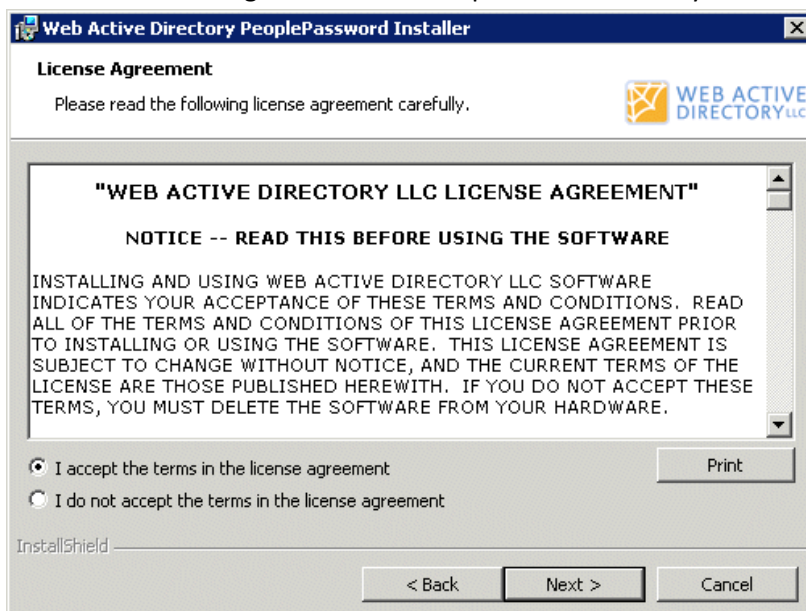 Web Active Directory PeoplePassword Installer
License Agreement
Please read the following license agreement carefully.
WEB ACTIVE
DIRECTORY LLC
"WEB ACTIVE DIRECTORY LLC LICENSE AGREEMENT"
NOTICE -- READ THIS BEFORE USING THE SOFTWARE
INSTALLING AND USING WEB ACTIVE DIRECTORY LLC SOFTWARE
INDICATES YOUR ACCEPTANCE OF THESE TERMS AND CONDITIONS.  READ
ALL OF THE TERMS AND CONDITIONS OF THIS LICENSE AGREEMENT PRIOR
TO INSTALLING OR USING THE SOFTWARE.  THIS LICENSE AGREEMENT IS
SUBJECT TO CHANGE WITHOUT NOTICE, AND THE CURRENT TERMS OF THE
LICENSE ARE THOSE PUBLISHED HEREWITH.  IF YOU DO NOT ACCEPT THESE
TERMS, YOU MUST DELETE THE SOFTWARE FROM YOUR HARDWARE.
I accept the terms in the license agreement
Print
I do not accept the terms in the license agreement
InstallShield
< Back
Next >
Cancel